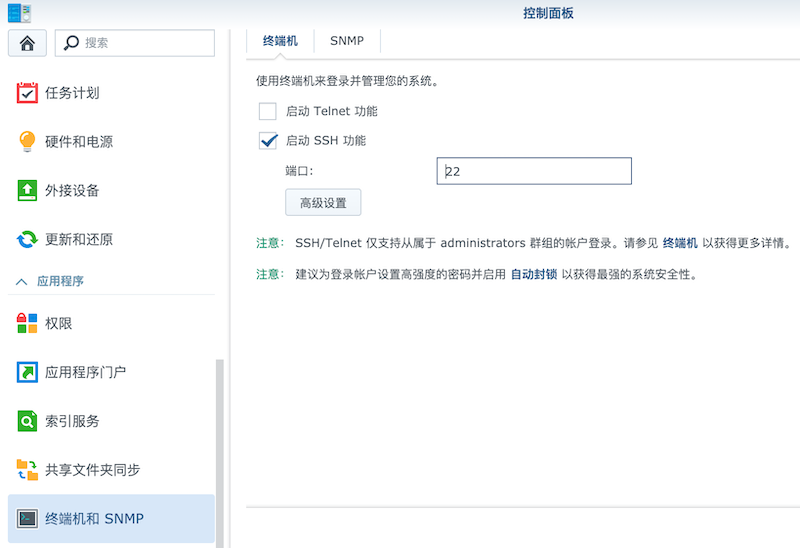 控制面板
搜索
任务计划
硬件和电源
外接设备
更新和还原
应用程序
权限
应用程序门户
索引服务
共享文件夹同步
终端机和 SNMP
终端机
SNMP
使用终端机来登录并管理您的系统。
启动 Telnet 功能
启动 SSH 功能
端口:
22
高级设置
注意: SSH/Telnet 仅支持从属于 administrators 群组的帐户登录。请参见 终端机 以获得更多详情。
注意: 建议为登录帐户设置高强度的密码并启用 自动封锁 以获得最强的系统安全性。